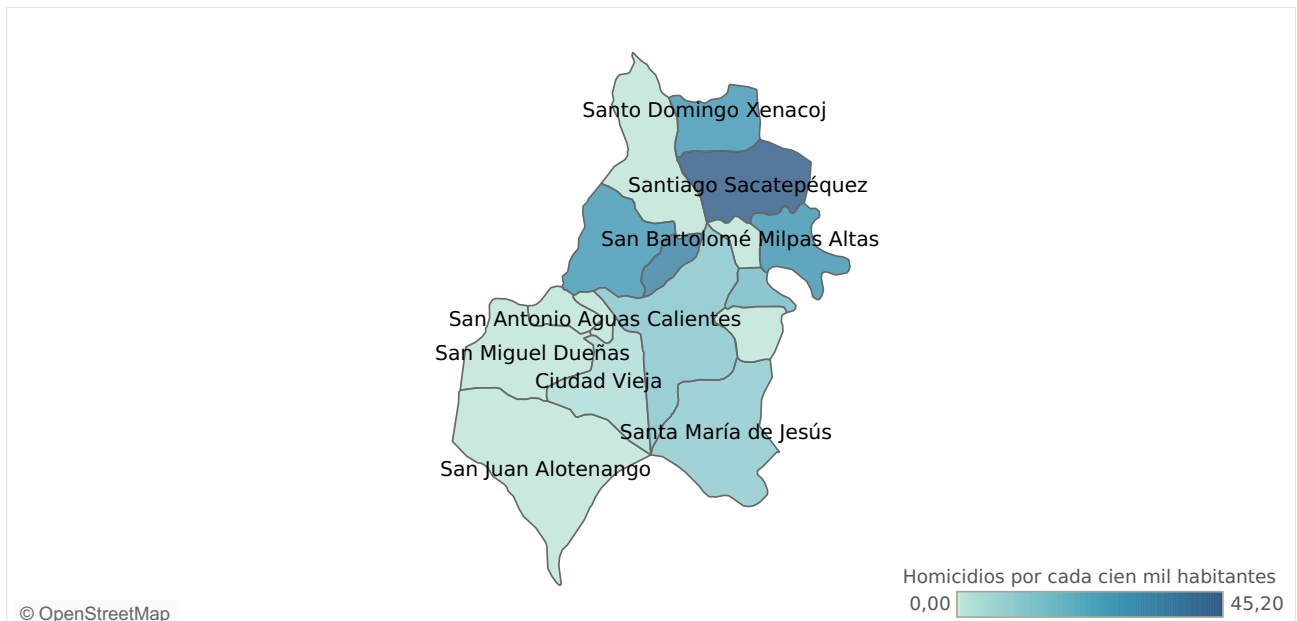 Santo Domingo Xenacoj
Santiago Sacatepéquez
San Bartolomé Milpas Altas
San Antonio Aguas Calientes
San Miguel Dueñas
Ciudad Vieja
Santa María de Jesús
San Juan Alotenango
Homicidios por cada cien mil habitantes
0,00 45,20
© OpenStreetMap